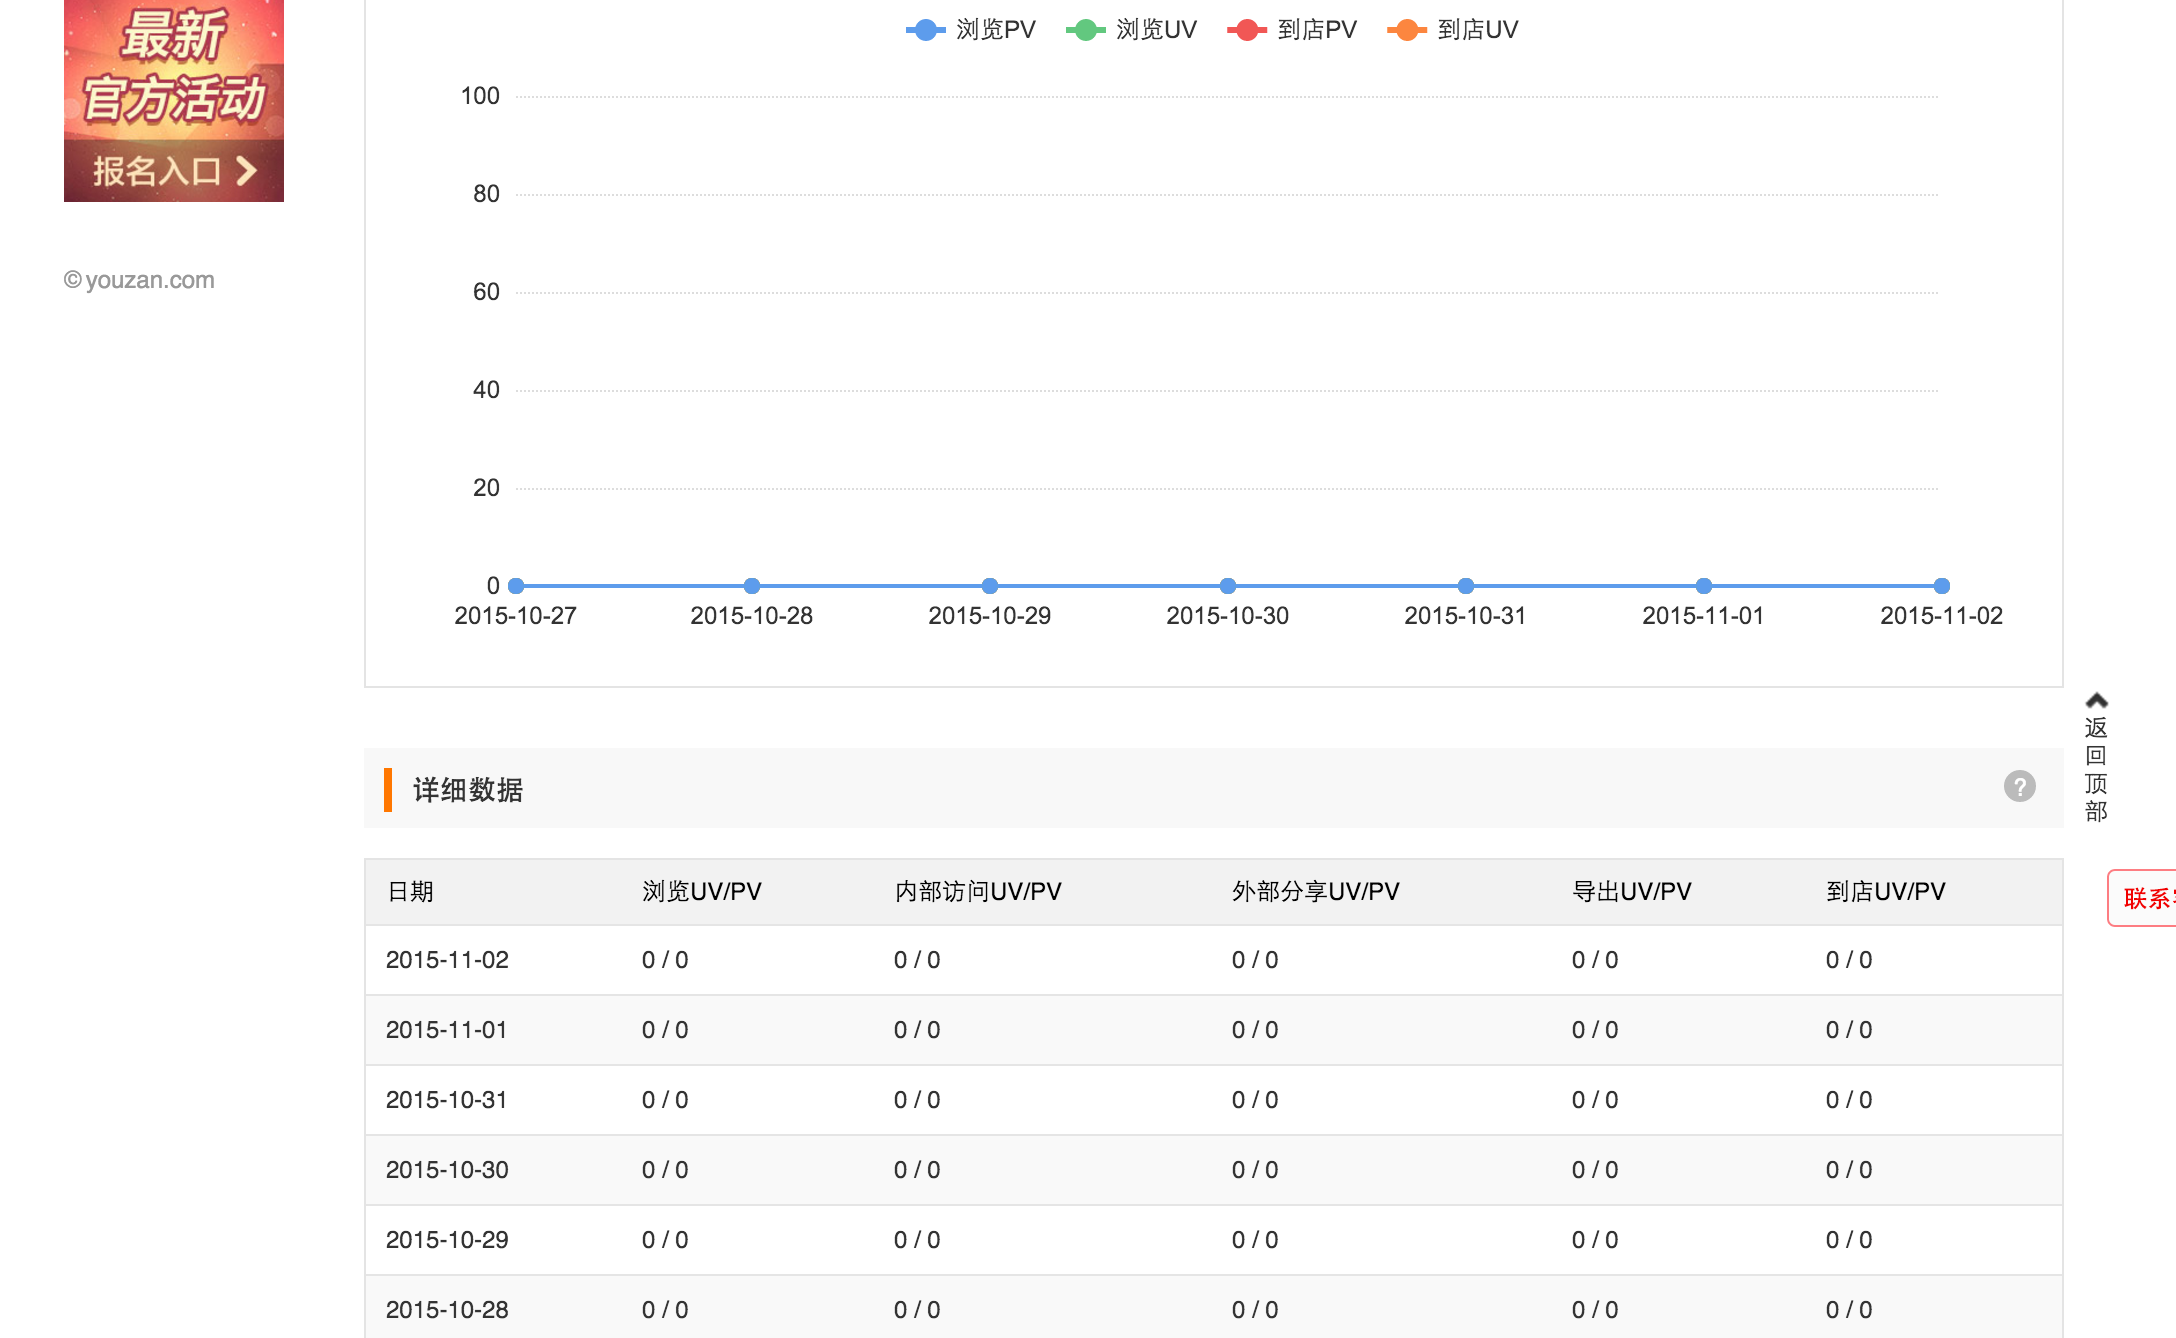 最新
官方活动
报名入口
©youzan.com
浏览PV 浏览UV 到店PV 到店UV
100
80
60
40
20
0
2015-10-27 2015-10-28 2015-10-29 2015-10-30 2015-10-31 2015-11-01 2015-11-02
返
回
顶
部
详细数据 ?
日期 浏览UV/PV 内部访问UV/PV 外部分享UV/PV 导出UV/PV 到店UV/PV
联系
2015-11-02 0 / 0 0 / 0 0 / 0 0 / 0 0 / 0
2015-11-01 0 / 0 0 / 0 0 / 0 0 / 0 0 / 0
2015-10-31 0 / 0 0 / 0 0 / 0 0 / 0 0 / 0
2015-10-30 0 / 0 0 / 0 0 / 0 0 / 0 0 / 0
2015-10-29 0 / 0 0 / 0 0 / 0 0 / 0 0 / 0
2015-10-28 0 / 0 0 / 0 0 / 0 0 / 0 0 / 0